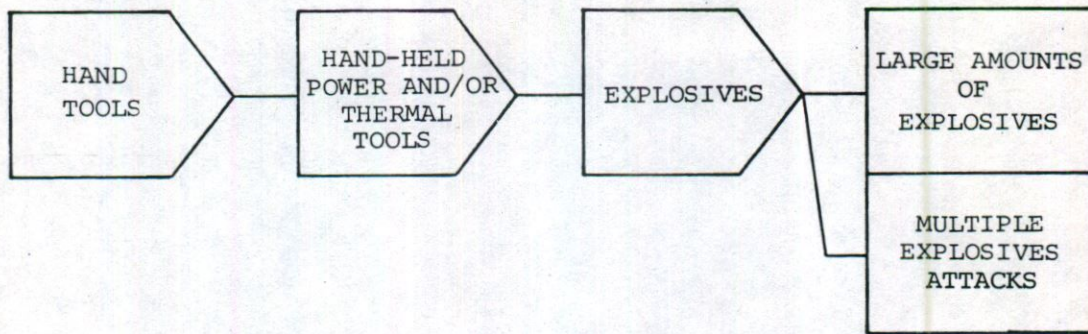 HAND
TOOLS
HAND-HELD
POWER AND/OR
THERMAL
TOOLS
EXPLOSIVES
LARGE AMOUNTS
OF
EXPLOSIVES
MULTIPLE
EXPLOSIVES
ATTACKS